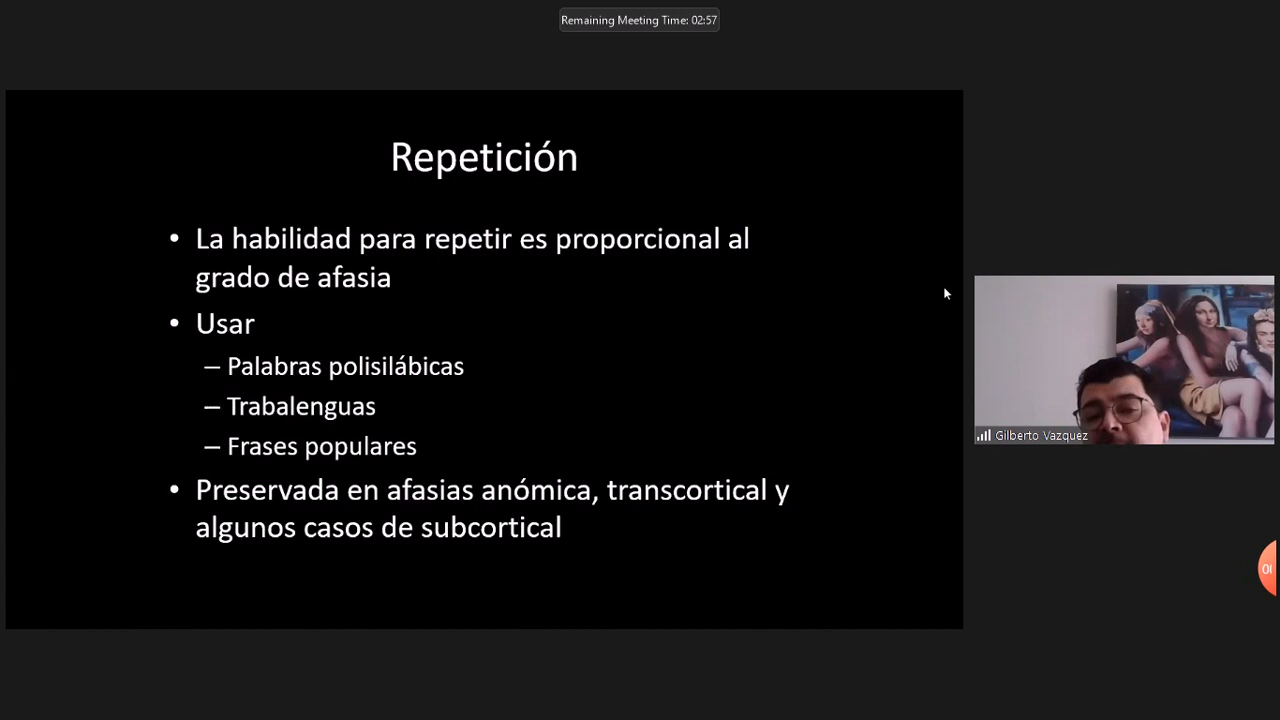 Remaining Meeting Time: 02:57
Repetición
• La habilidad para repetir es proporcional al
grado de afasia
• Usar
– Palabras polisilábicas
– Trabalenguas
– Frases populares
• Preservada en afasias anómica, transcortical y
algunos casos de subcortical
Gilberto Vazquez